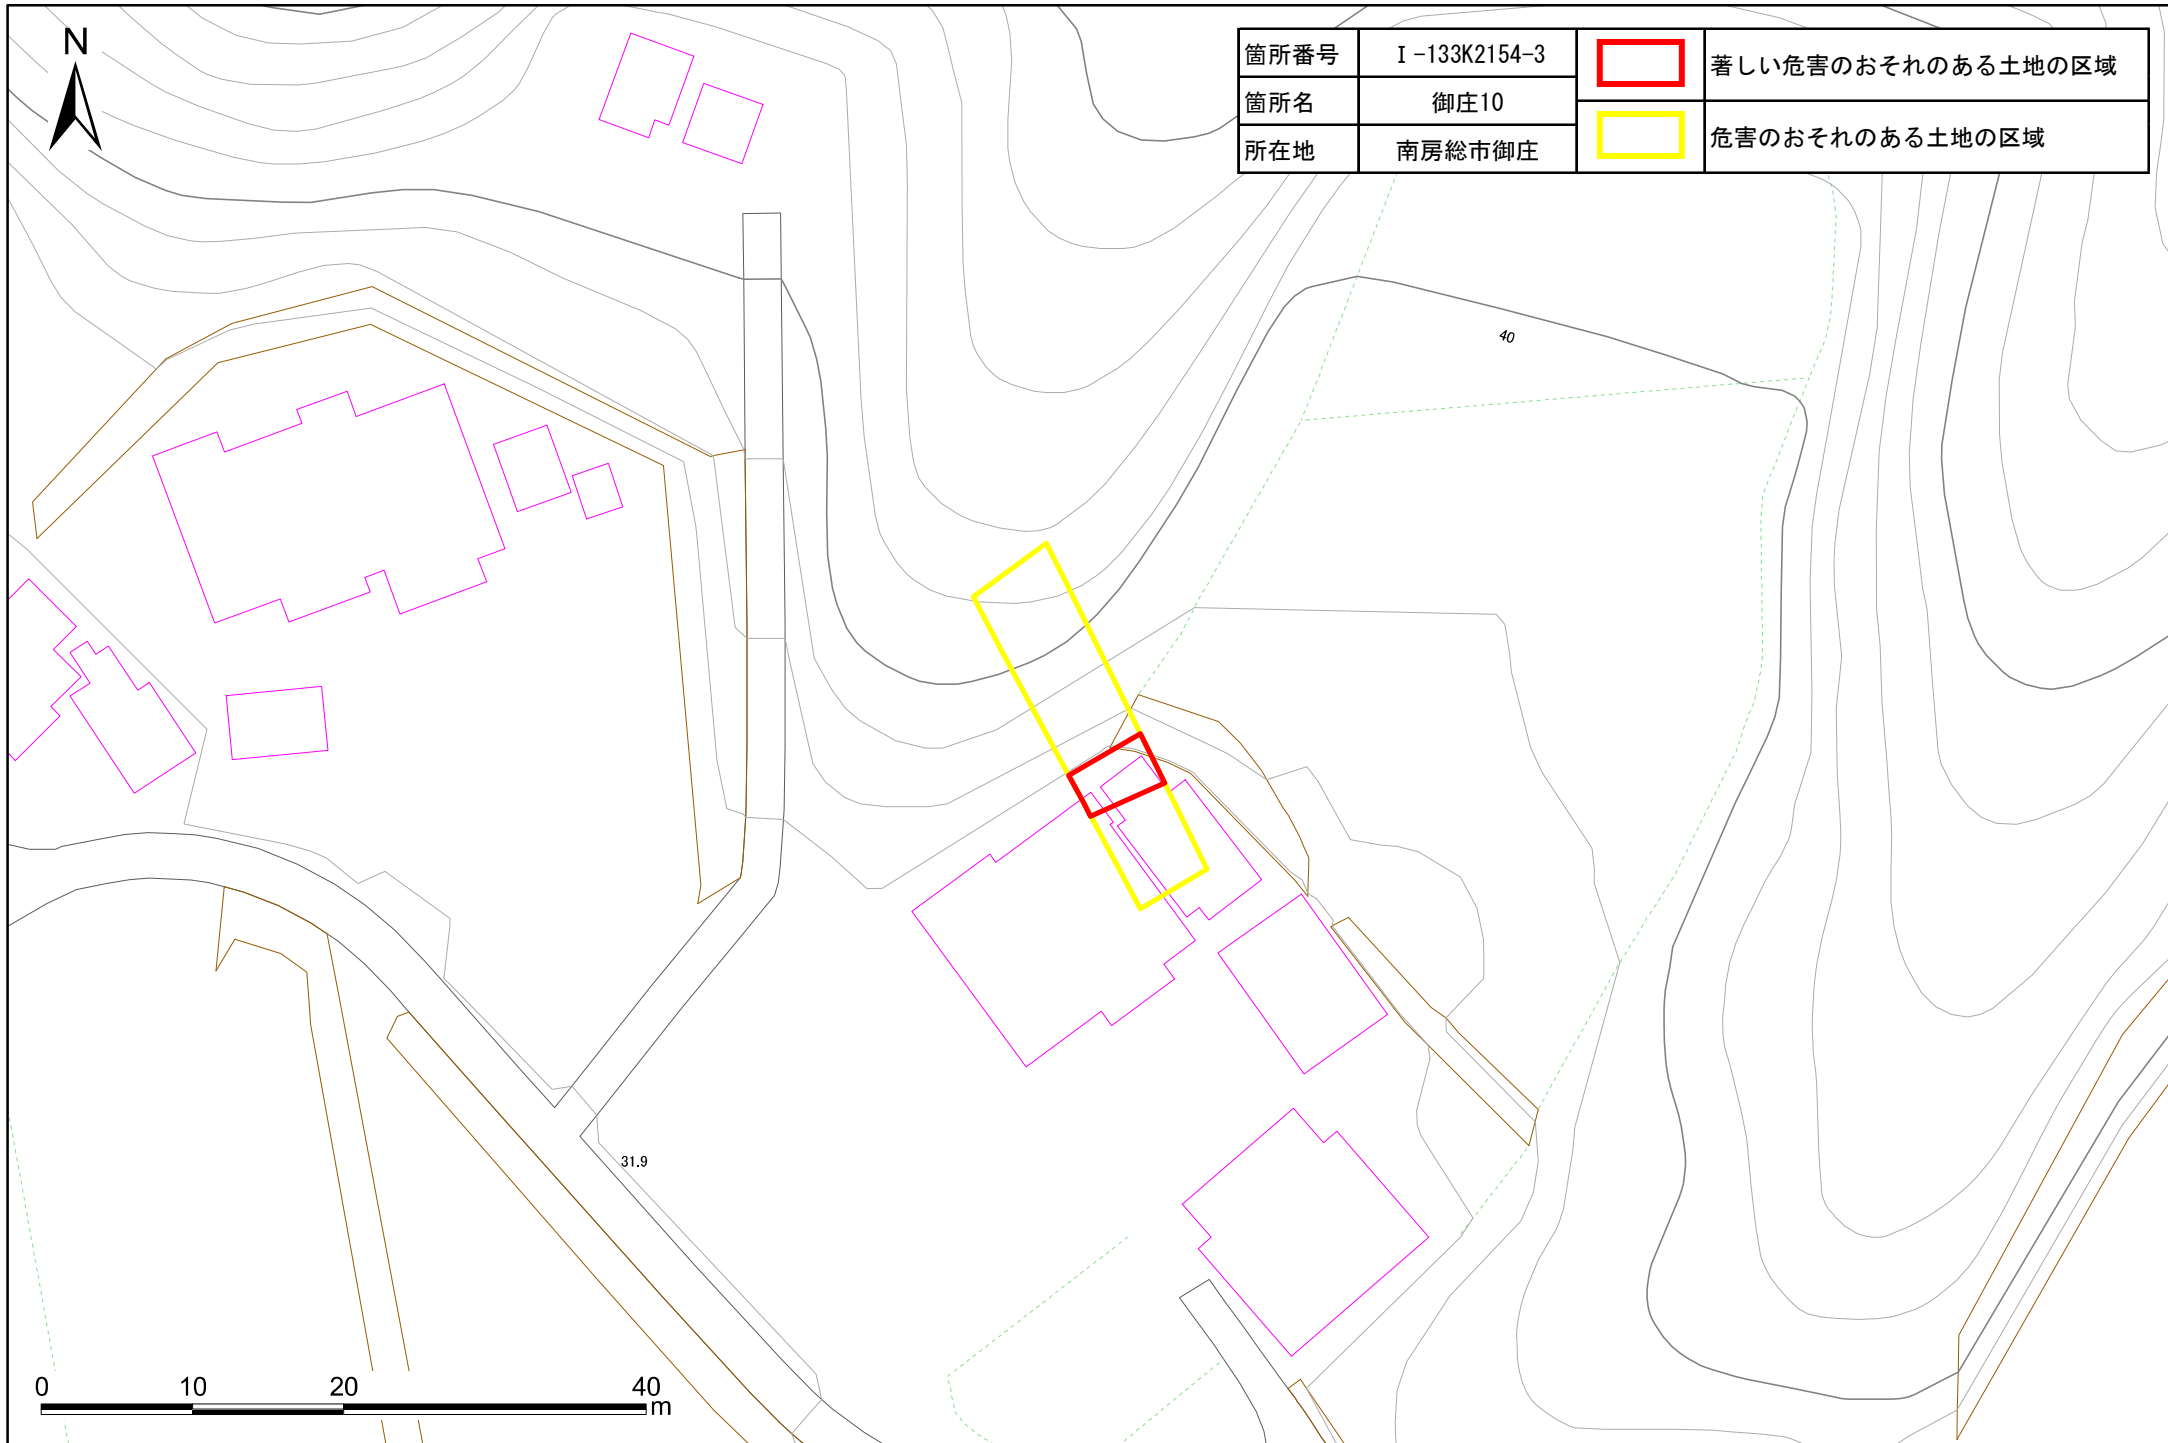 N
箇所番号 Ⅰ-133K2154-3
箇所名 御庄10
所在地 南房総市御庄
著しい危害のおそれのある土地の区域
危害のおそれのある土地の区域
40
31.9
0 10 20 40
m